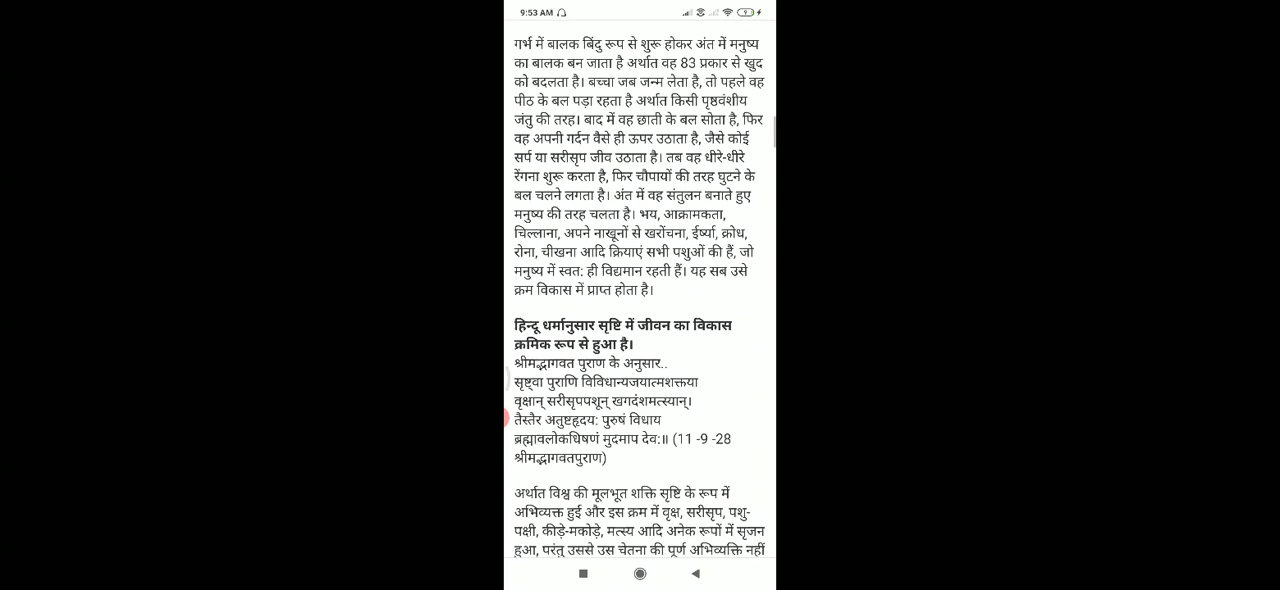 9:53 AM
9
गर्भ में बालक बिंदु रूप से शुरू होकर अंत में मनुष्य
का बालक बन जाता है अर्थात वह 83 प्रकार से खुद
को बदलता है। बच्चा जब जन्म लेता है, तो पहले वह
पीठ के बल पड़ा रहता है अर्थात किसी पृष्ठवंशीय
जंतु की तरह। बाद में वह छाती के बल सोता है, फिर
वह अपनी गर्दन वैसे ही ऊपर उठाता है, जैसे कोई
सर्प या सरीसृप जीव उठाता है। तब वह धीरे-धीरे
रेंगना शुरू करता है, फिर चौपायों की तरह घुटने के
बल चलने लगता है। अंत में वह संतुलन बनाते हुए
मनुष्य की तरह चलता है। भय, आक्रामकता,
चिल्लाना, अपने नाखूनों से खरोंचना, ईर्ष्या, क्रोध,
रोना, चीखना आदि क्रियाएं सभी पशुओं की हैं, जो
मनुष्य में स्वत: ही विद्यमान रहती हैं। यह सब उसे
क्रम विकास में प्राप्त होता है।
हिन्दू धर्मानुसार सृष्टि में जीवन का विकास
क्रमिक रूप से हुआ है।
श्रीमद्भागवत पुराण के अनुसार..
सृष्ट्वा पुराणि विविधान्यजयात्मशक्तया
वृक्षान् सरीसृपपशून् खगदंशमत्स्यान्।
तैस्तैर अतुष्टहृदय: पुरुषं विधाय
ब्रह्मावलोकधिषणं मुदमाप देव:॥ (11 -9 -28
श्रीमद्भागवतपुराण)
अर्थात विश्व की मूलभूत शक्ति सृष्टि के रूप में
अभिव्यक्त हुई और इस क्रम में वृक्ष, सरीसृप, पशु-
पक्षी, कीड़े-मकोड़े, मत्स्य आदि अनेक रूपों में सृजन
हुआ, परंतु उससे उस चेतना की पूर्ण अभिव्यक्ति नहीं